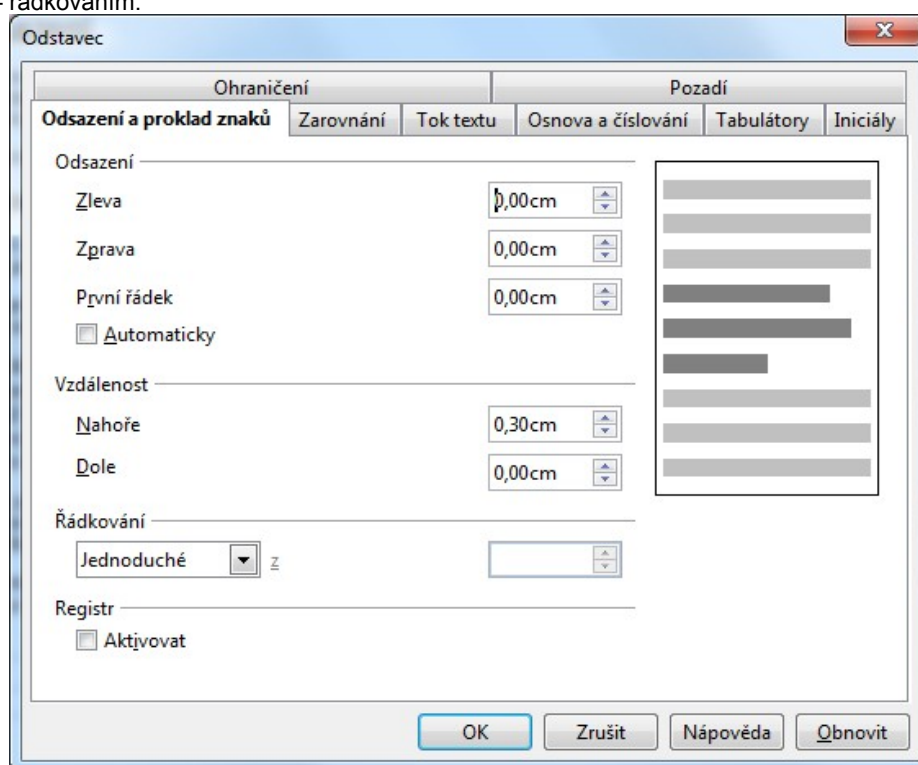 - řádkováním.
Odstavec
Ohraničení Pozadí
Odsazení a proklad znaků Zarovnání Tok textu Osnova a číslování Tabulátory Iniciály
Odsazení
Zleva 0,00cm
Zprava 0,00cm
První řádek 0,00cm
Automaticky
Vzdálenost
Nahoře 0,30cm
Dole 0,00cm
Řádkování
Jednoduché z
Registr
Aktivovat
OK Zrušit Nápověda Obnovit